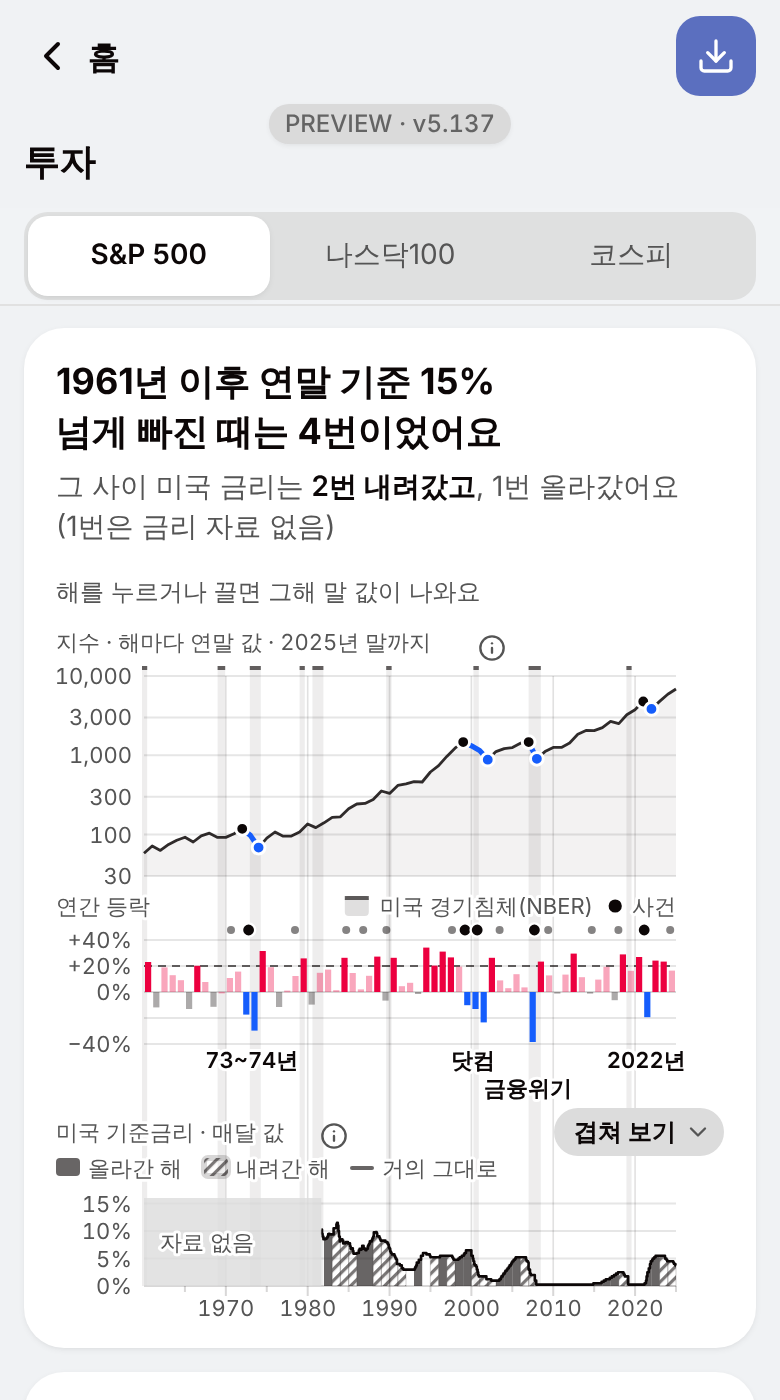 홈
PREVIEW · v5.137
투자
S&P 500 나스닥100 코스피
1961년 이후 연말 기준 15%
넘게 빠진 때는 4번이었어요
그 사이 미국 금리는 2번 내려갔고, 1번 올라갔어요
(1번은 금리 자료 없음)
해를 누르거나 끌면 그해 말 값이 나와요
지수 · 해마다 연말 값 · 2025년 말까지
10,000
3,000
1,000
300
100
30
연간 등락 미국 경기침체(NBER) 사건
+40%
+20%
0%
−40%
73~74년 닷컴 2022년
금융위기
미국 기준금리 · 매달 값 겹쳐 보기
올라간 해 내려간 해 거의 그대로
15%
10%
자료 없음
5%
0%
1970 1980 1990 2000 2010 2020